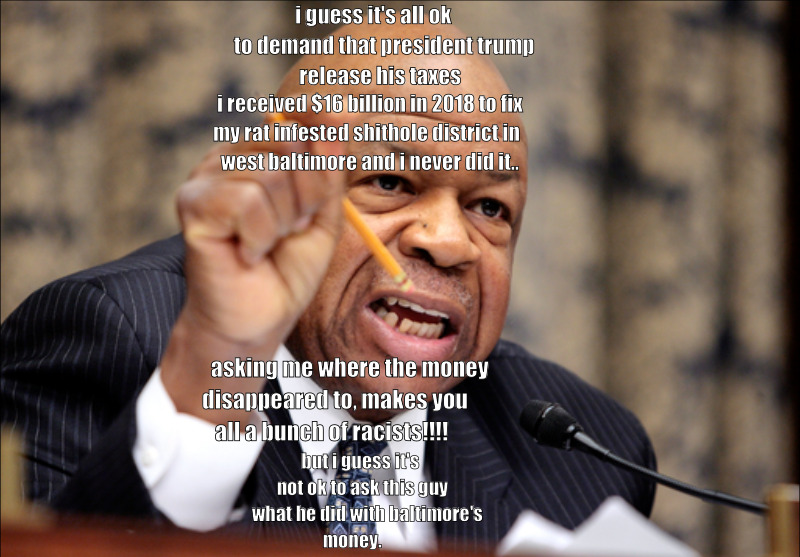 i guess it's all ok
to demand that president trump
release his taxes
i received $16 billion in 2018 to fix
my rat infested shithole district in
west baltimore and i never did it..
asking me where the money
disappeared to, makes you
all a bunch of racists!!!!
but i guess it's
not ok to ask this guy
what he did with baltimore's
money.